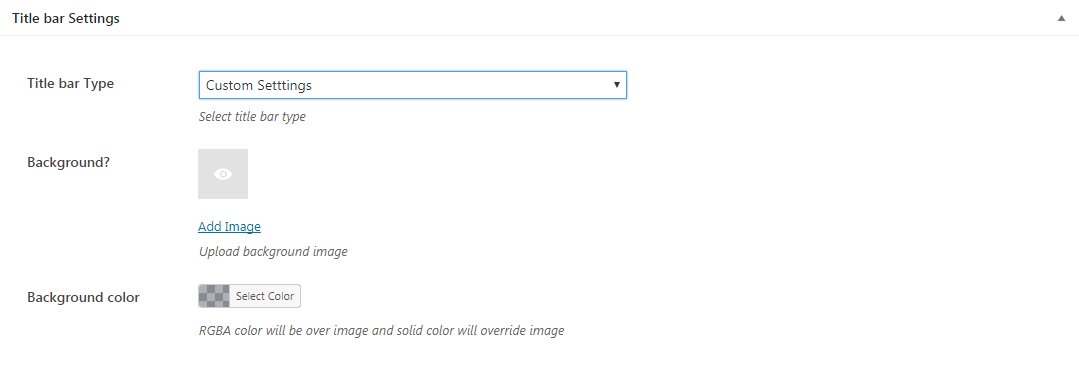 Title bar Settings
Title bar Type
Custom Setttings
Select title bar type
Background?
Add Image
Upload background image
Background color
Select Color
RGBA color will be over image and solid color will override image